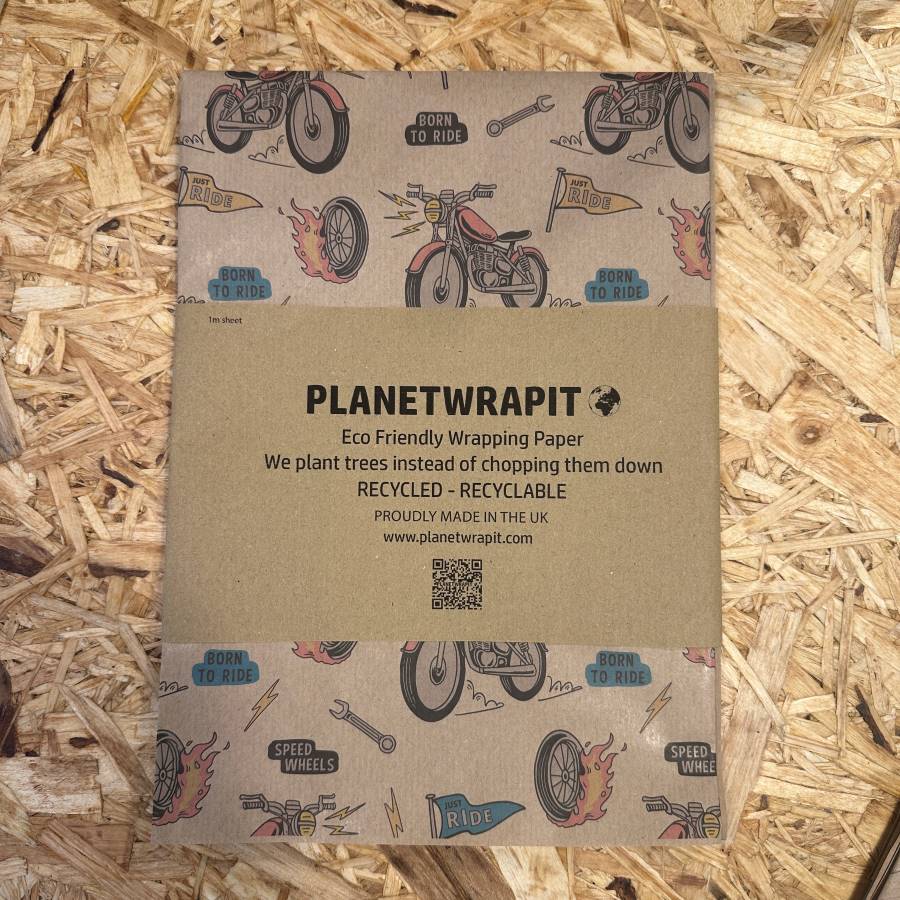 BORN
TO RIDE
JUST
RIDE
JUST
RIDE
BORN
TO RIDE
BORN
TO RIDE
1m sheet
PLANETWRAPIT
Eco Friendly Wrapping Paper
We plant trees instead of chopping them down
RECYCLED - RECYCLABLE
PROUDLY MADE IN THE UK
www.planetwrapit.com
BORN
TO RIDE
BORN
TO RIDE
SPEED
WHEELS
SPEED
WHEE
JUST
RIDE